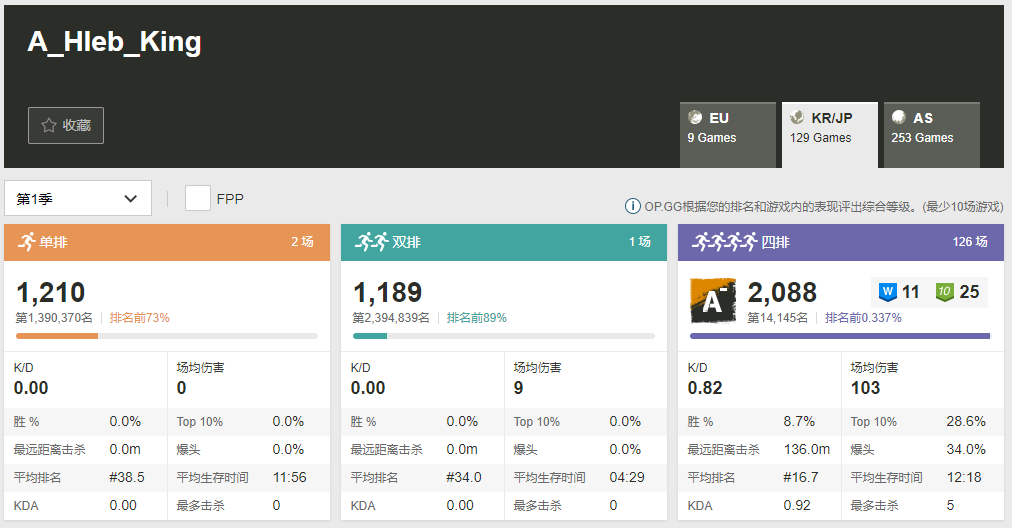 A_Hleb_King
收藏
EU
9 Games
KR/JP
129 Games
AS
253 Games
第1季
FPP
OP.GG根据您的排名和游戏内的表现评出综合等级。(最少10场游戏)
单排 2 场
1,210
第1,390,370名 排名前73%
K/D 场均伤害
0.00 0
胜 % 0.0% Top 10% 0.0%
最远距离击杀 0.0m 爆头 0.0%
平均排名 #38.5 平均生存时间 11:56
KDA 0.00 最多击杀 0
双排 1 场
1,189
第2,394,839名 排名前89%
K/D 场均伤害
0.00 9
胜 % 0.0% Top 10% 0.0%
最远距离击杀 0.0m 爆头 0.0%
平均排名 #34.0 平均生存时间 04:29
KDA 0.00 最多击杀 0
四排 126 场
A- 2,088 W 11 10 25
第14,145名 排名前0.337%
K/D 场均伤害
0.82 103
胜 % 8.7% Top 10% 28.6%
最远距离击杀 136.0m 爆头 34.0%
平均排名 #16.7 平均生存时间 12:18
KDA 0.92 最多击杀 5